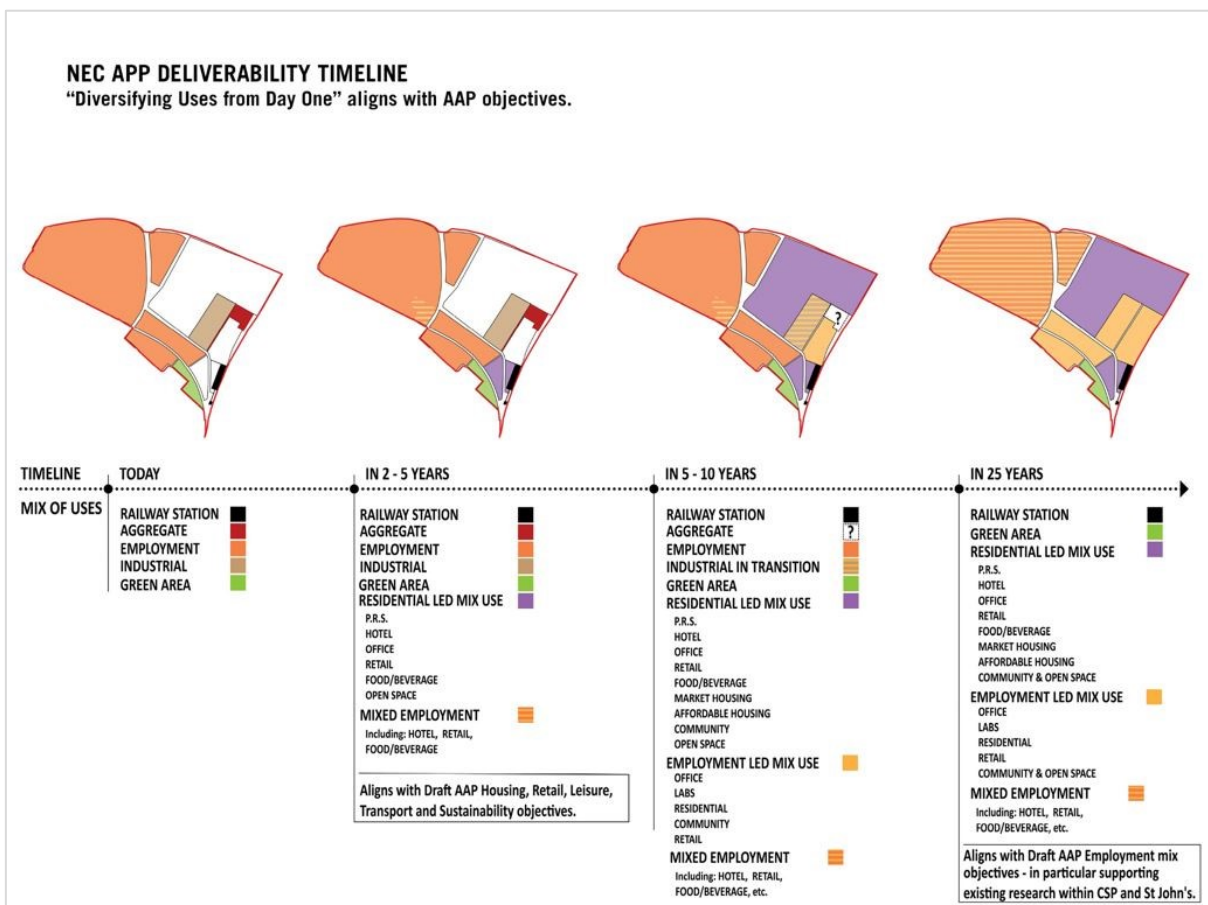 NEC APP DELIVERABILITY TIMELINE
“Diversifying Uses from Day One” aligns with AAP objectives.
?
TIMELINE
MIX OF USES
TODAY
RAILWAY STATION
AGGREGATE
EMPLOYMENT
INDUSTRIAL
GREEN AREA
IN 2 - 5 YEARS
RAILWAY STATION
AGGREGATE
EMPLOYMENT
INDUSTRIAL
GREEN AREA
RESIDENTIAL LED MIX USE
P.R.S.
HOTEL
OFFICE
RETAIL
FOOD/BEVERAGE
OPEN SPACE
MIXED EMPLOYMENT
Including: HOTEL, RETAIL,
FOOD/BEVERAGE
Aligns with Draft AAP Housing, Retail, Leisure,
Transport and Sustainability objectives.
IN 5 - 10 YEARS
RAILWAY STATION
AGGREGATE ?
EMPLOYMENT
INDUSTRIAL IN TRANSITION
GREEN AREA
RESIDENTIAL LED MIX USE
P.R.S.
HOTEL
OFFICE
RETAIL
FOOD/BEVERAGE
MARKET HOUSING
AFFORDABLE HOUSING
COMMUNITY
OPEN SPACE
EMPLOYMENT LED MIX USE
OFFICE
LABS
RESIDENTIAL
COMMUNITY
RETAIL
MIXED EMPLOYMENT
Including: HOTEL, RETAIL,
FOOD/BEVERAGE, etc.
IN 25 YEARS
RAILWAY STATION
GREEN AREA
RESIDENTIAL LED MIX USE
P.R.S.
HOTEL
OFFICE
RETAIL
FOOD/BEVERAGE
MARKET HOUSING
AFFORDABLE HOUSING
COMMUNITY & OPEN SPACE
EMPLOYMENT LED MIX USE
OFFICE
LABS
RESIDENTIAL
RETAIL
COMMUNITY & OPEN SPACE
MIXED EMPLOYMENT
Including: HOTEL, RETAIL,
FOOD/BEVERAGE, etc.
Aligns with Draft AAP Employment mix
objectives - in particular supporting
existing research within CSP and St John's.